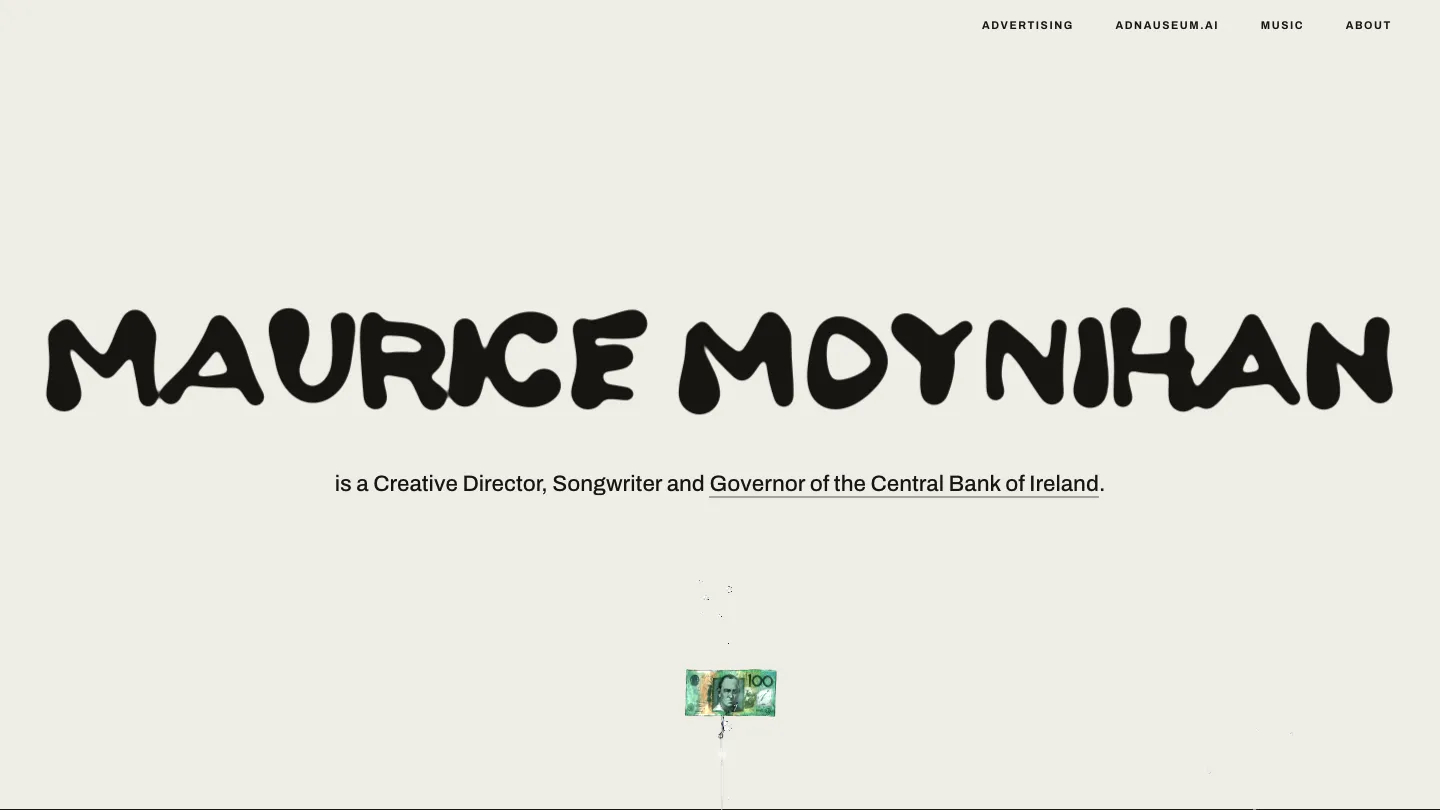 ADVERTISING ADNAUSEUM.AI MUSIC ABOUT
MAURICE MOYNIHAN
is a Creative Director, Songwriter and Governor of the Central Bank of Ireland.
100